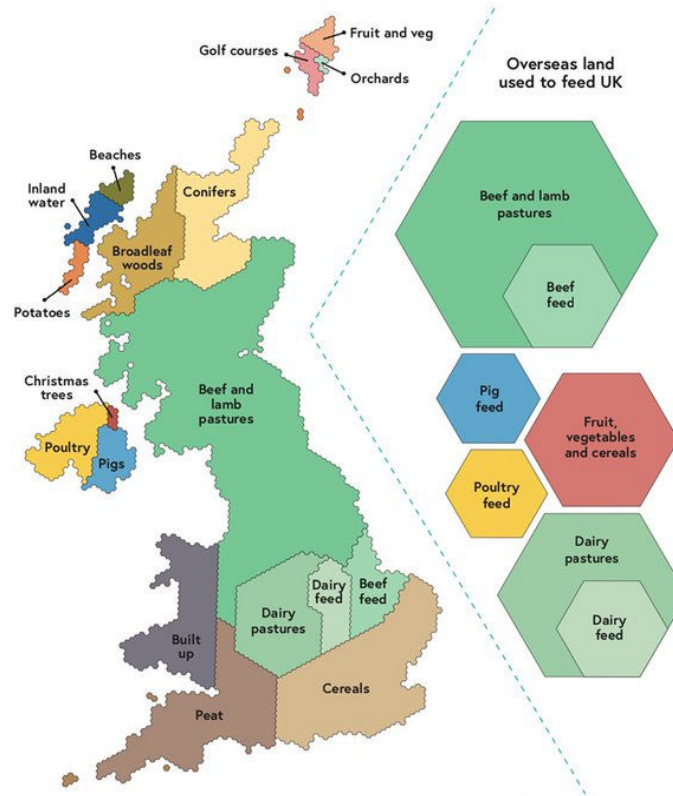 Fruit and veg
Golf courses
Orchards
Beaches
Inland
water
Conifers
Broadleaf
woods
Potatoes
Christmas
trees
Beef and
lamb
pastures
Poultry
Pigs
Dairy
pastures
Dairy
feed
Beef
feed
Built
up
Cereals
Peat
Overseas land
used to feed UK
Beef and lamb
pastures
Beef
feed
Pig
feed
Fruit,
vegetables
and cereals
Poultry
feed
Dairy
pastures
Dairy
feed